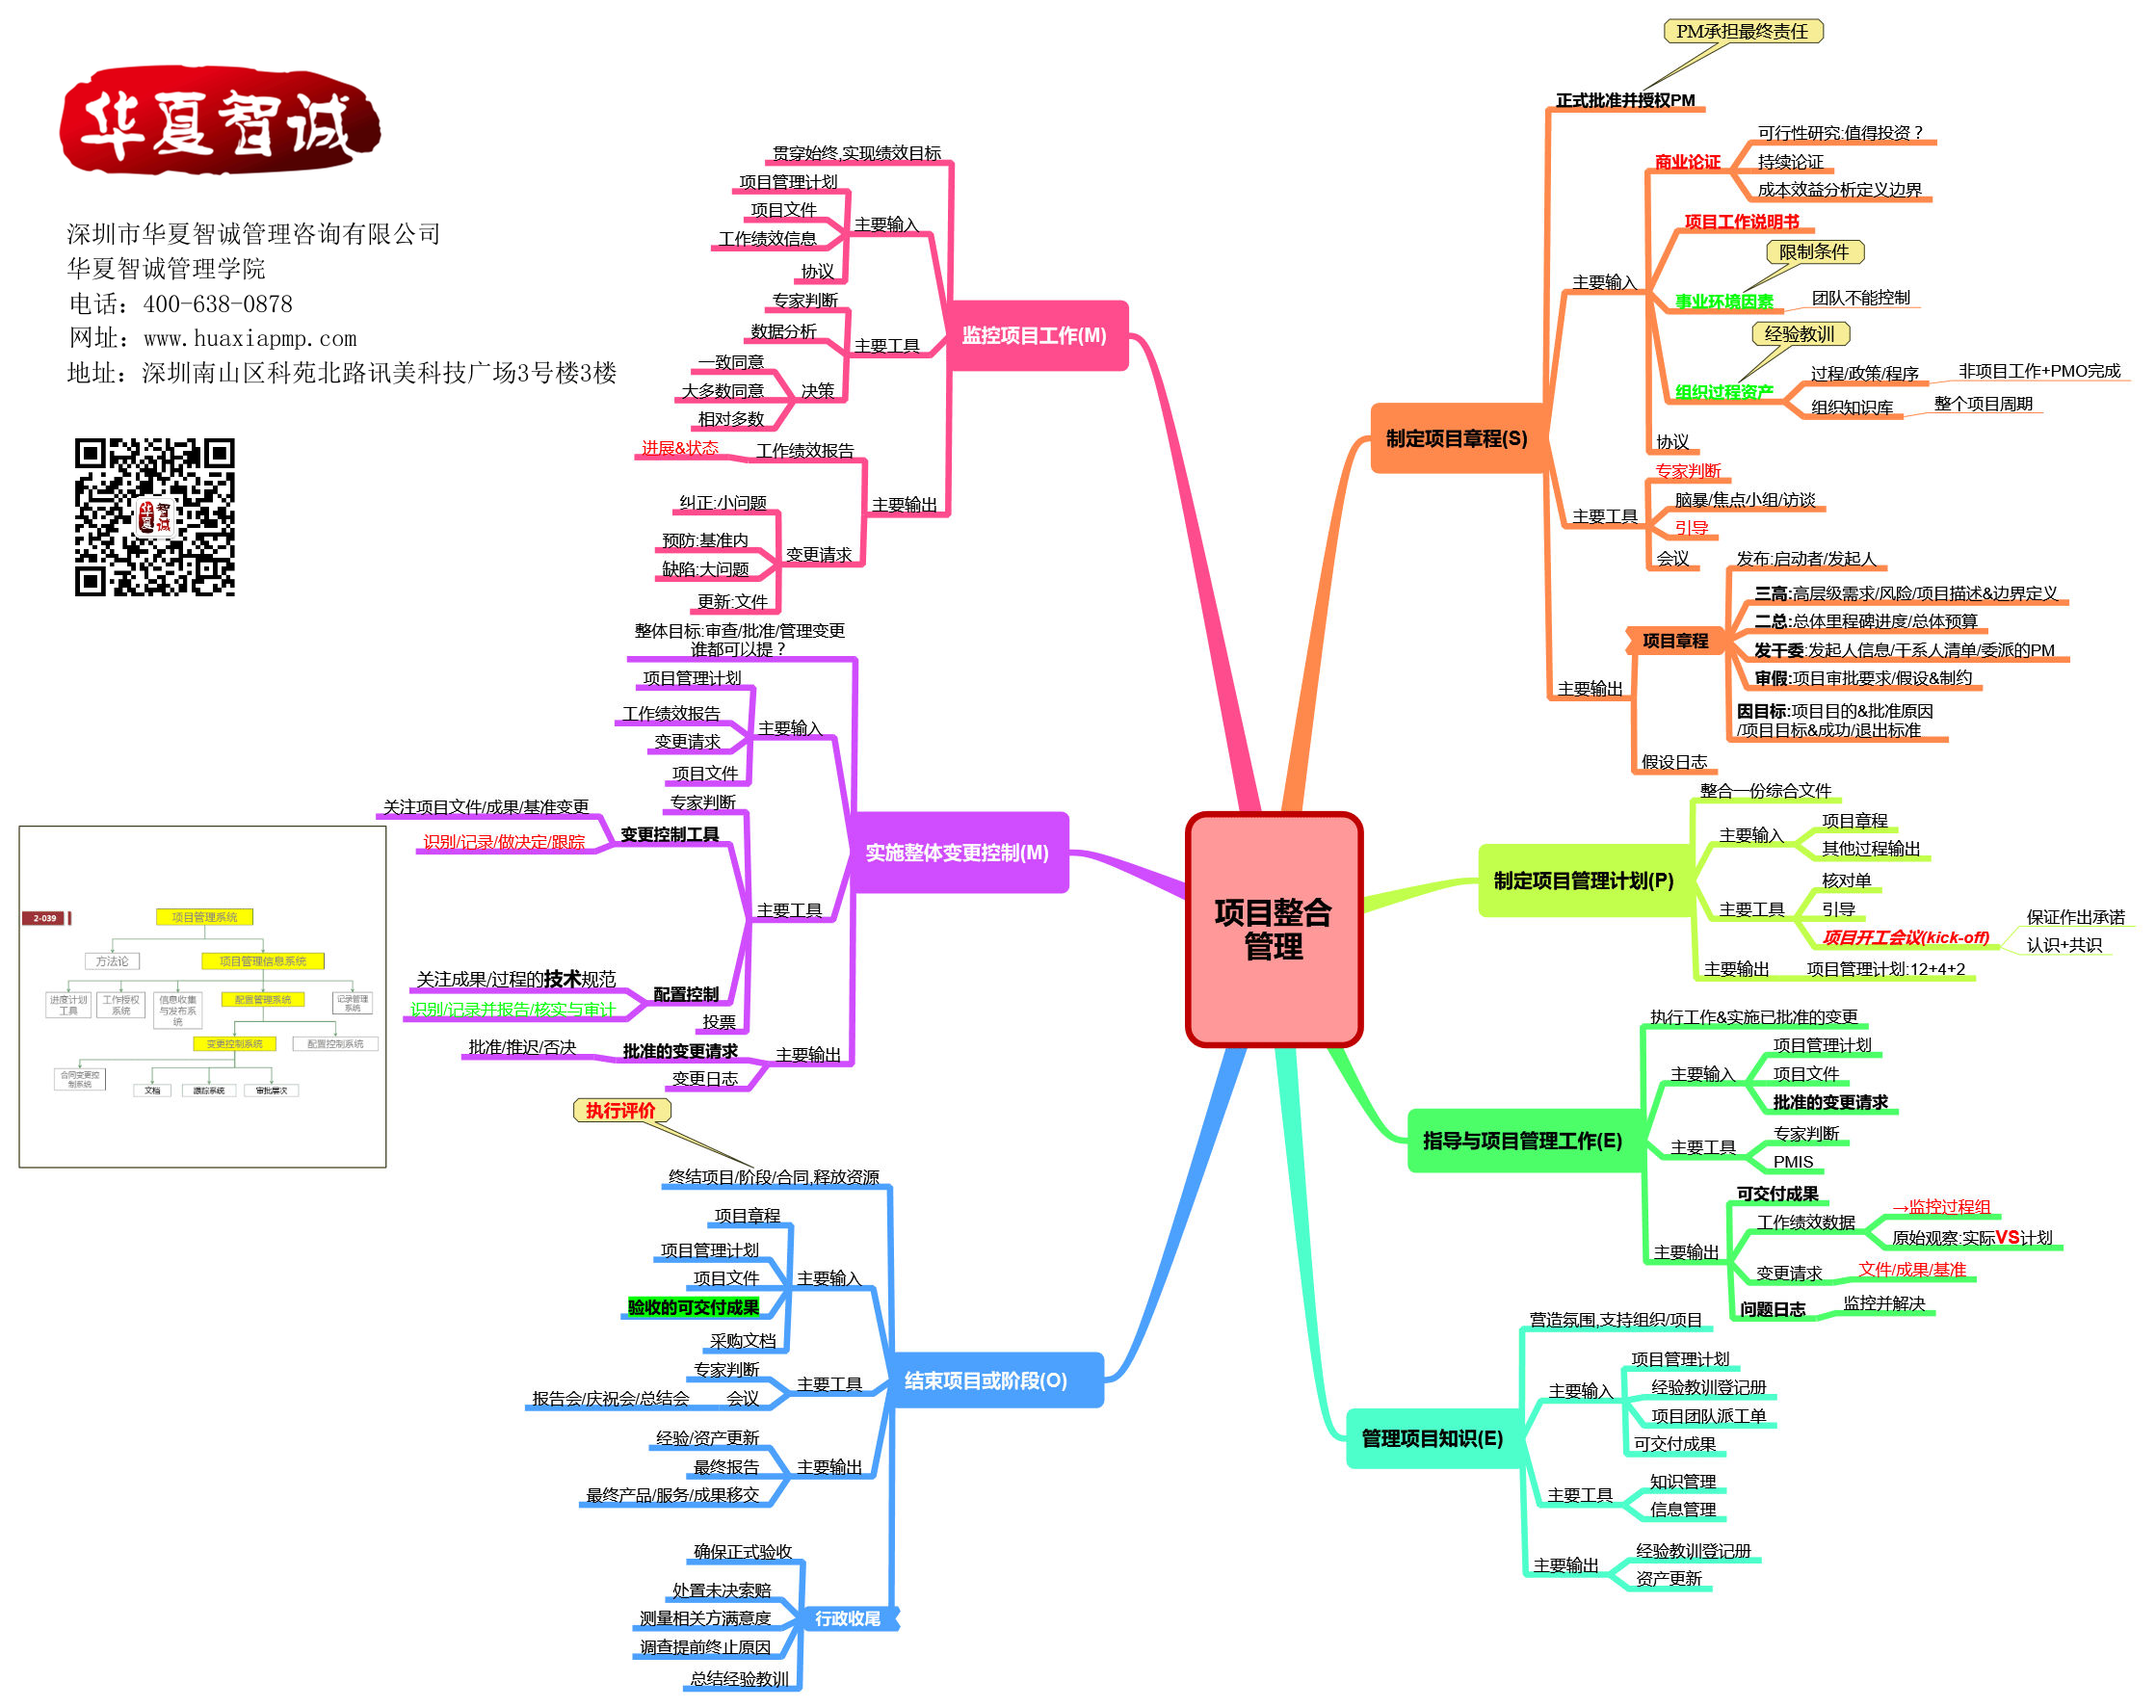 华夏智诚
深圳市华夏智诚管理咨询有限公司
华夏智诚管理学院
电话：400-638-0878
网址：www.huaxiapmp.com
地址：深圳南山区科苑北路讯美科技广场3号楼3楼
华夏
智诚
项目整合
管理
制定项目章程(S)
PM承担最终责任
正式批准并授权PM
主要输入
商业论证
可行性研究:值得投资？
持续论证
成本效益分析定义边界
项目工作说明书
限制条件
事业环境因素
团队不能控制
经验教训
组织过程资产
过程/政策/程序
非项目工作+PMO完成
组织知识库
整个项目周期
协议
主要工具
专家判断
脑暴/焦点小组/访谈
引导
会议
主要输出
项目章程
发布:启动者/发起人
三高:高层级需求/风险/项目描述&边界定义
二总:总体里程碑进度/总体预算
发干委:发起人信息/干系人清单/委派的PM
审假:项目审批要求/假设&制约
因目标:项目目的&批准原因
/项目目标&成功/退出标准
假设日志
制定项目管理计划(P)
整合一份综合文件
主要输入
项目章程
其他过程输出
主要工具
核对单
引导
项目开工会议(kick-off)
保证作出承诺
认识+共识
主要输出
项目管理计划:12+4+2
指导与项目管理工作(E)
执行工作&实施已批准的变更
主要输入
项目管理计划
项目文件
批准的变更请求
主要工具
专家判断
PMIS
主要输出
可交付成果
工作绩效数据
→监控过程组
原始观察:实际VS计划
变更请求
文件/成果/基准
问题日志
监控并解决
管理项目知识(E)
营造氛围,支持组织/项目
主要输入
项目管理计划
经验教训登记册
项目团队派工单
可交付成果
主要工具
知识管理
信息管理
主要输出
经验教训登记册
资产更新
监控项目工作(M)
贯穿始终,实现绩效目标
主要输入
项目管理计划
项目文件
工作绩效信息
协议
主要工具
专家判断
数据分析
决策
一致同意
大多数同意
相对多数
主要输出
工作绩效报告
进展&状态
变更请求
纠正:小问题
预防:基准内
缺陷:大问题
更新:文件
实施整体变更控制(M)
整体目标:审查/批准/管理变更
谁都可以提？
主要输入
项目管理计划
工作绩效报告
变更请求
项目文件
主要工具
专家判断
变更控制工具
关注项目文件/成果/基准变更
识别/记录/做决定/跟踪
配置控制
关注成果/过程的技术规范
识别/记录并报告/核实与审计
投票
主要输出
批准的变更请求
批准/推迟/否决
变更日志
2-039
项目管理系统
方法论
项目管理信息系统
进度计划
工具
工作授权
系统
信息收集
与发布系
统
配置管理系统
记录管理
系统
变更控制系统
配置控制系统
合同变更控
制系统
文档
跟踪系统
审批层次
结束项目或阶段(O)
执行评价
终结项目/阶段/合同,释放资源
主要输入
项目章程
项目管理计划
项目文件
验收的可交付成果
采购文档
主要工具
专家判断
会议
报告会/庆祝会/总结会
主要输出
经验/资产更新
最终报告
最终产品/服务/成果移交
行政收尾
确保正式验收
处置未决索赔
测量相关方满意度
调查提前终止原因
总结经验教训